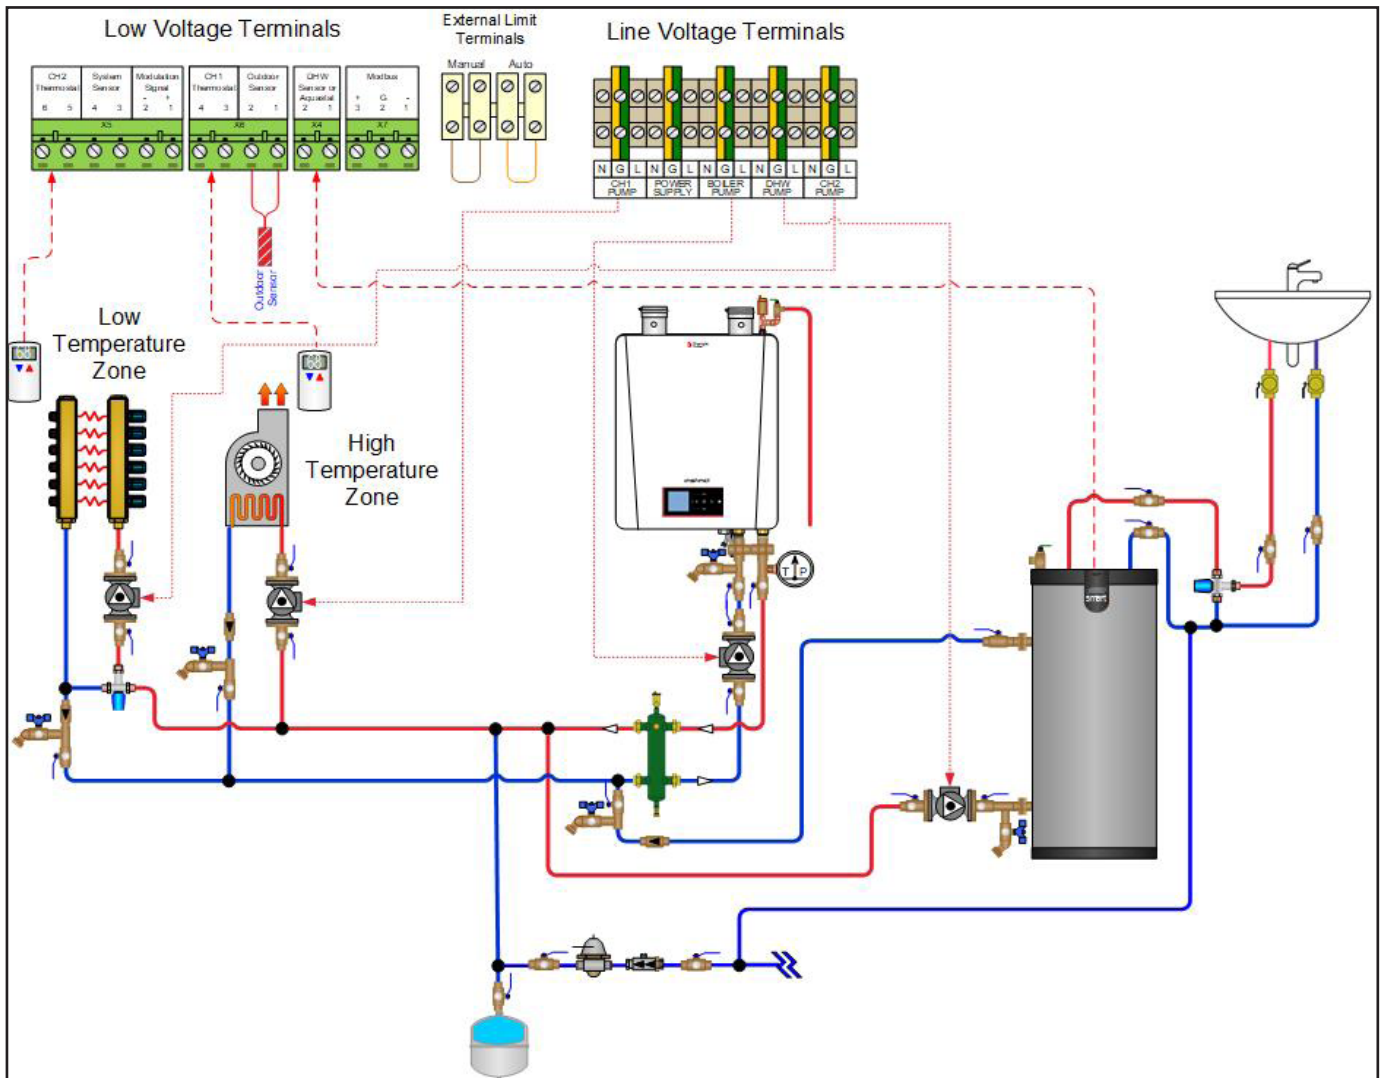 Low Voltage Terminals
External Limit
Terminals
Line Voltage Terminals
Manual Auto
CH2
Thermostat
6 5
System
Sensor
4 3
Modulation
Signal
- +
2 1
X5
CH1
Thermostat
4 3
Outdoor
Sensor
2 1
X6
DHW
Sensor or
Aquastat
2 1
X4
Modbus
+ G -
3 2 1
X7
N G L N G L N G L N G L N G L
CH1
PUMP
POWER
SUPPLY
BOILER
PUMP
DHW
PUMP
CH2
PUMP
Outdoor
Sensor
Low
Temperature
Zone
High
Temperature
Zone
T P
smart